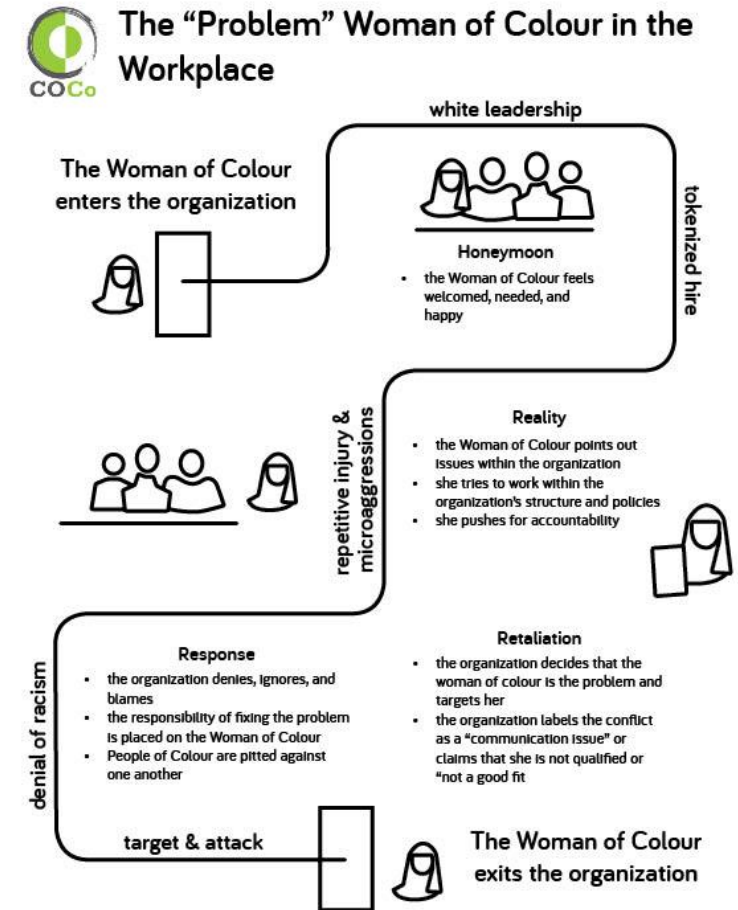 The “Problem” Woman of Colour in the
Workplace
COCo
white leadership
The Woman of Colour
enters the organization
tokenized hire
Honeymoon
• the Woman of Colour feels
welcomed, needed, and
happy
repetitive injury &
microaggressions
Reality
• the Woman of Colour points out
issues within the organization
• she tries to work within the
organization's structure and policies
• she pushes for accountability
denial of racism
Response
• the organization denies, ignores, and
blames
• the responsibility of fixing the problem
is placed on the Woman of Colour
• People of Colour are pitted against
one another
Retaliation
• the organization decides that the
woman of colour is the problem and
targets her
• the organization labels the conflict
as a “communication issue” or
claims that she is not qualified or
“not a good fit
target & attack
The Woman of Colour
exits the organization